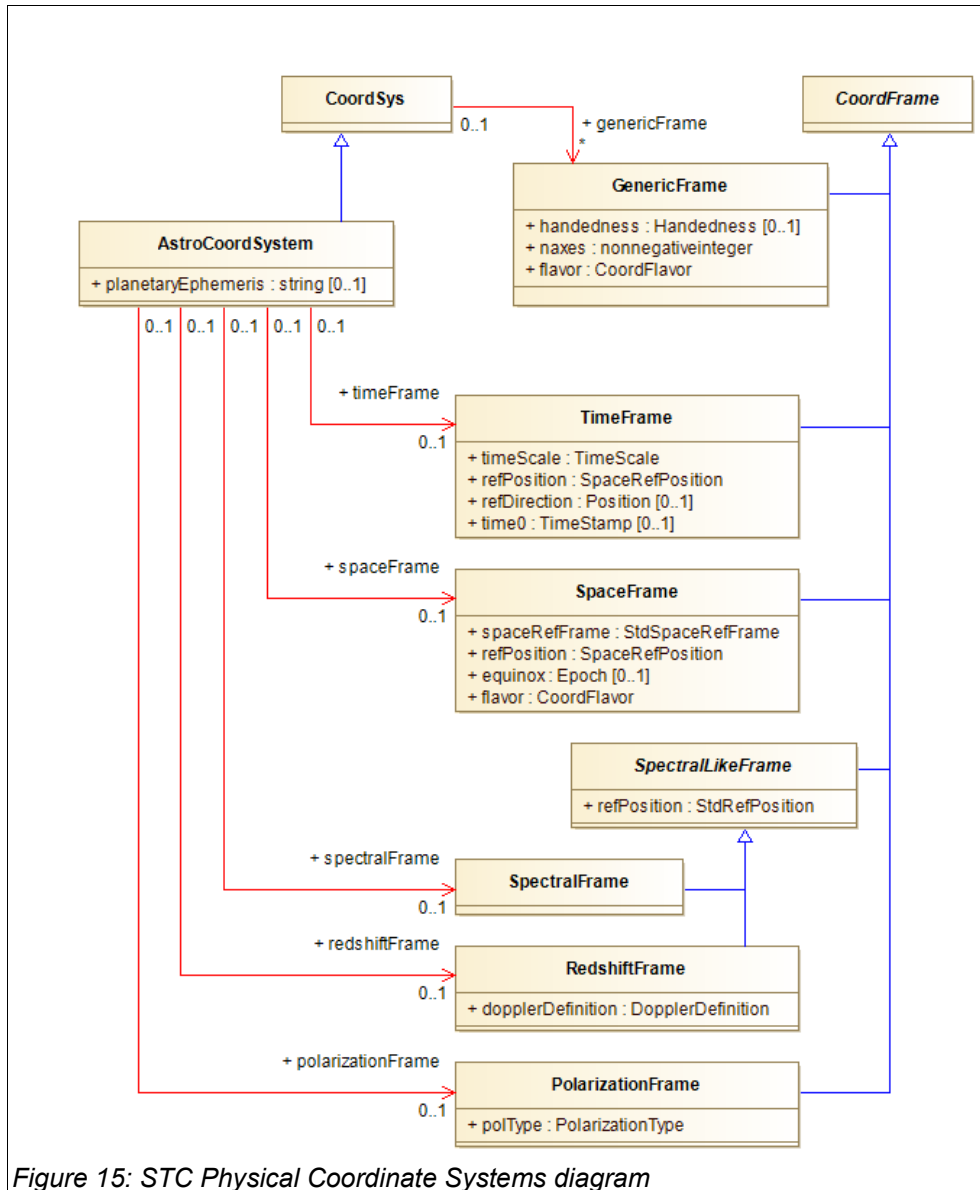 CoordSys
CoordFrame
0..1
+ genericFrame
*
GenericFrame
+ handedness : Handedness [0..1]
+ naxes : nonnegativeinteger
+ flavor : CoordFlavor
AstroCoordSystem
+ planetaryEphemeris : string [0..1]
0..1 0..1 0..1 0..1 0..1
+ timeFrame
0..1
TimeFrame
+ timeScale : TimeScale
+ refPosition : SpaceRefPosition
+ refDirection : Position [0..1]
+ time0 : TimeStamp [0..1]
+ spaceFrame
0..1
SpaceFrame
+ spaceRefFrame : StdSpaceRefFrame
+ refPosition : SpaceRefPosition
+ equinox : Epoch [0..1]
+ flavor : CoordFlavor
SpectralLikeFrame
+ refPosition : StdRefPosition
+ spectralFrame
0..1
SpectralFrame
+ redshiftFrame
0..1
RedshiftFrame
+ dopplerDefinition : DopplerDefinition
+ polarizationFrame
0..1
PolarizationFrame
+ polType : PolarizationType
Figure 15: STC Physical Coordinate Systems diagram